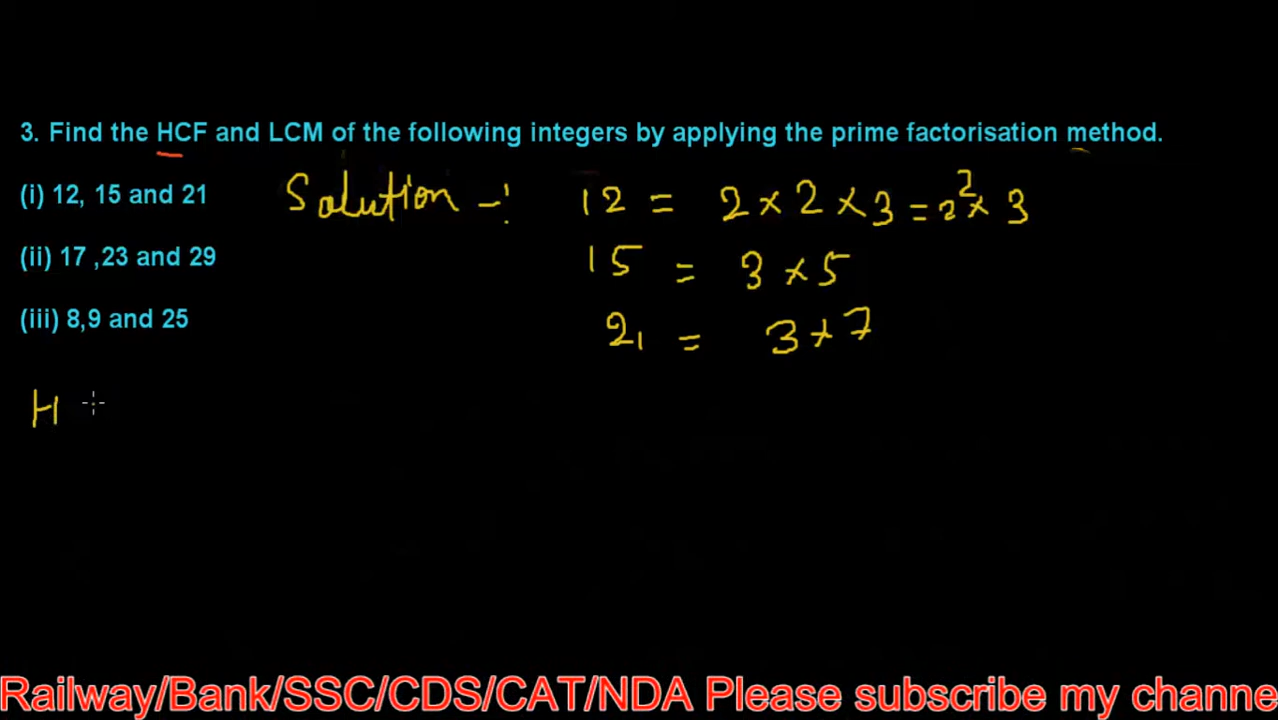 3. Find the HCF and LCM of the following integers by applying the prime factorisation method.
(i) 12, 15 and 21
Solution -: 12 = 2 × 2 × 3 = 2² × 3
(ii) 17 ,23 and 29
15 = 3 × 5
(iii) 8,9 and 25
21 = 3 × 7
H
Railway/Bank/SSC/CDS/CAT/NDA Please subscribe my channe